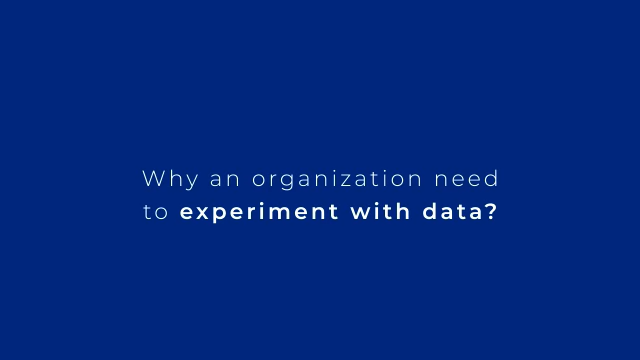 Why an organization need
to experiment with data?